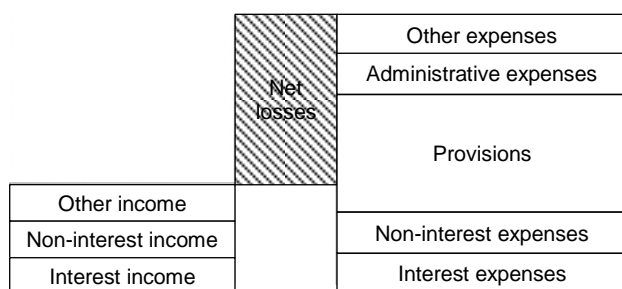 Other expenses
Administrative expenses
Net
losses
Provisions
Other income
Non-interest income
Non-interest expenses
Interest income
Interest expenses